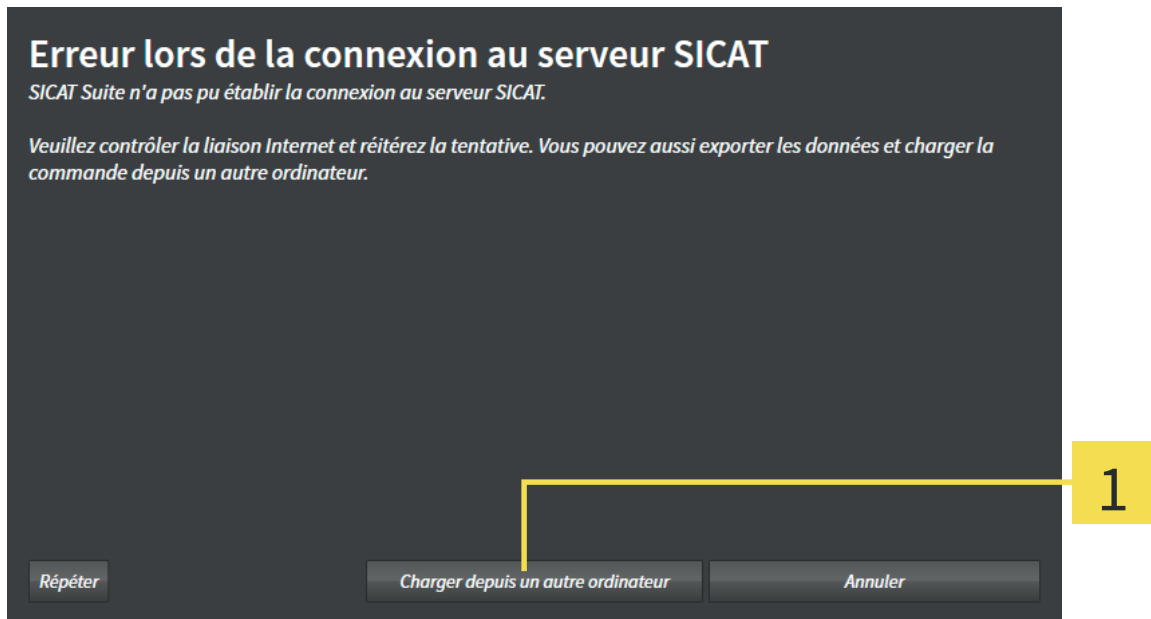 Erreur lors de la connexion au serveur SICAT
SICAT Suite n'a pas pu établir la connexion au serveur SICAT.
Veuillez contrôler la liaison Internet et réitérez la tentative. Vous pouvez aussi exporter les données et charger la
commande depuis un autre ordinateur.
1
Répéter
Charger depuis un autre ordinateur
Annuler